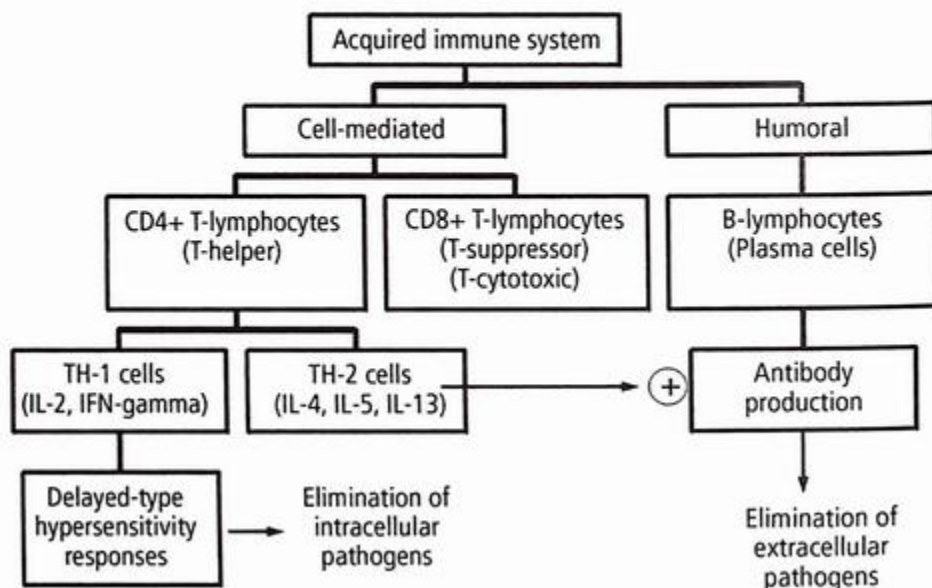 Acquired immune system
Cell-mediated
Humoral
CD4+ T-lymphocytes
(T-helper)
CD8+ T-lymphocytes
(T-suppressor)
(T-cytotoxic)
B-lymphocytes
(Plasma cells)
TH-1 cells
(IL-2, IFN-gamma)
TH-2 cells
(IL-4, IL-5, IL-13)
+
Antibody
production
Delayed-type
hypersensitivity
responses
Elimination of
intracellular
pathogens
Elimination of
extracellular
pathogens